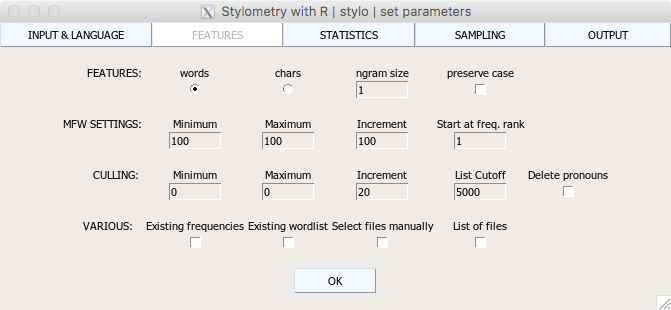 Stylometry with R | stylo | set parameters
INPUT & LANGUAGE FEATURES STATISTICS SAMPLING OUTPUT
FEATURES: words chars ngram size preserve case
1
MFW SETTINGS: Minimum Maximum Increment Start at freq. rank
100 100 100 1
CULLING: Minimum Maximum Increment List Cutoff Delete pronouns
0 0 20 5000
VARIOUS: Existing frequencies Existing wordlist Select files manually List of files
OK